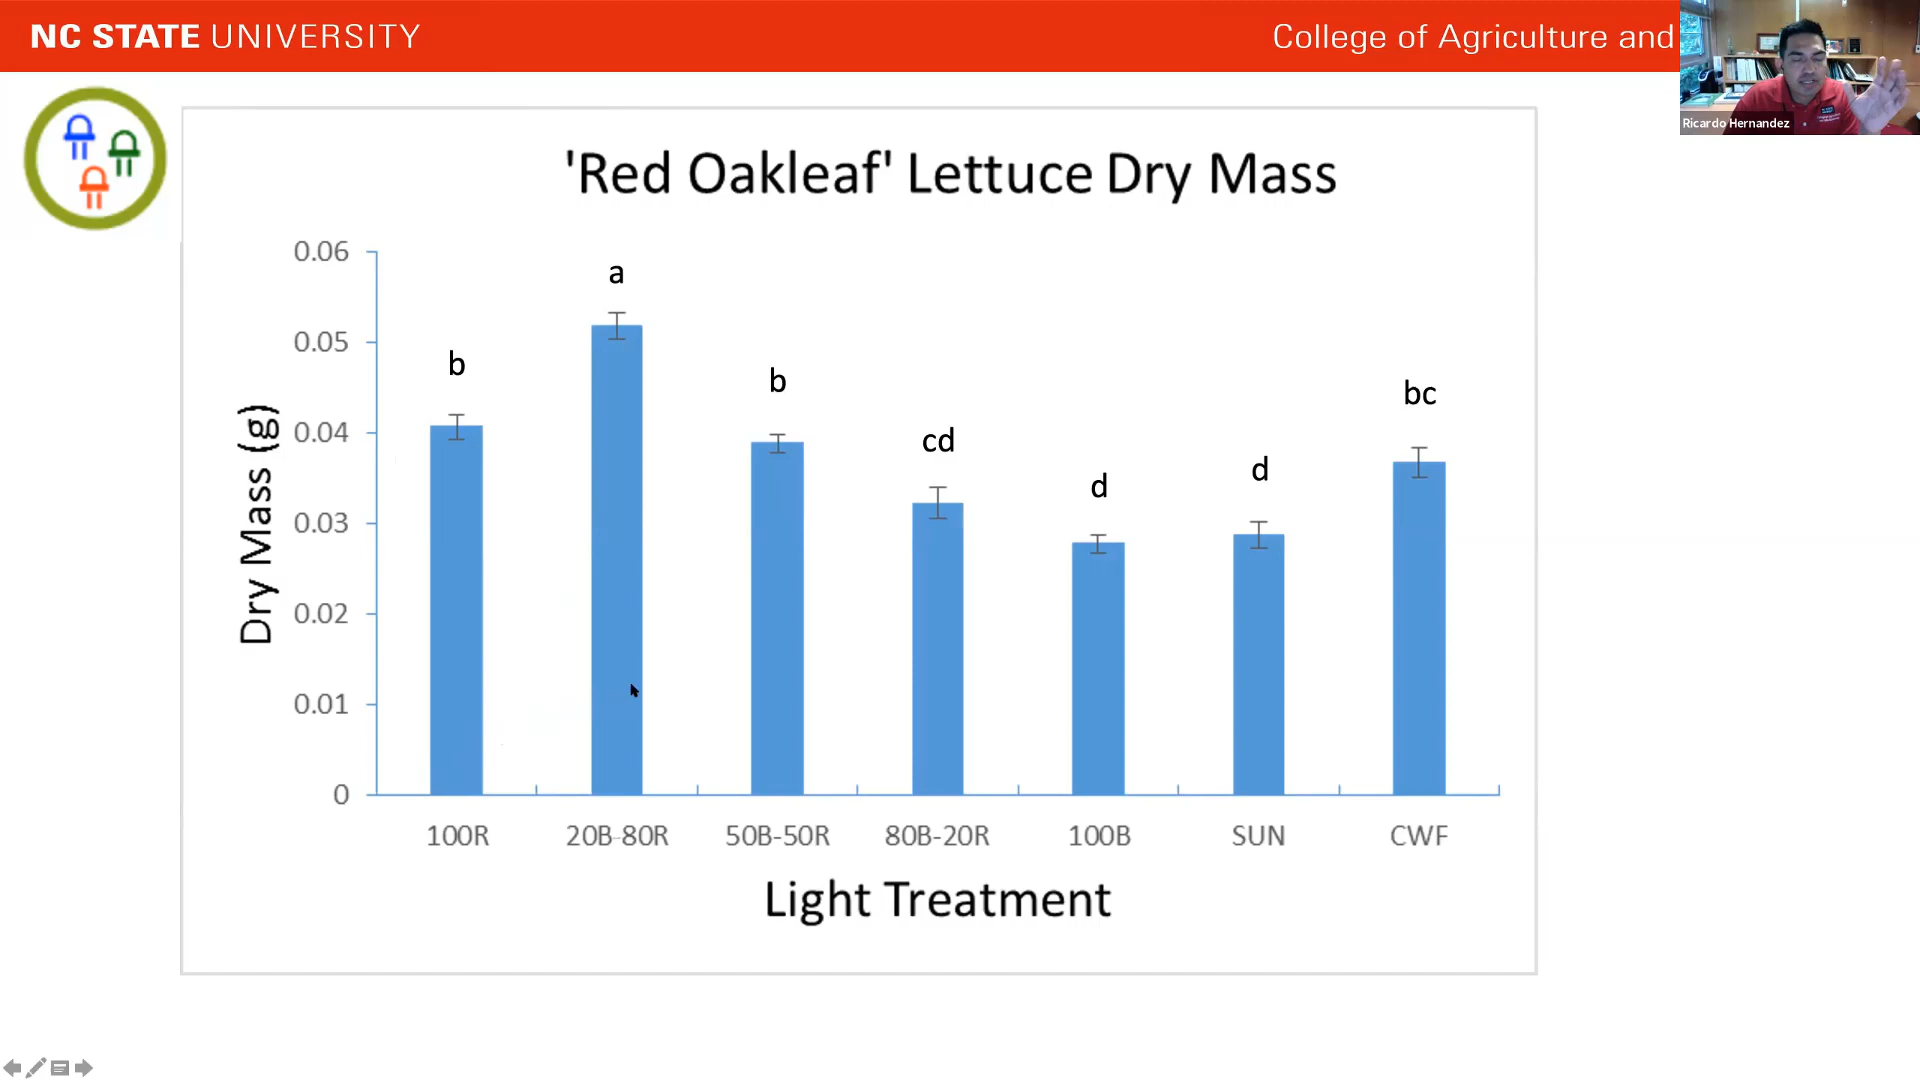 NC STATE UNIVERSITY
College of Agriculture and
Ricardo Hernandez
'Red Oakleaf' Lettuce Dry Mass
Dry Mass (g)
0.06
0.05
0.04
0.03
0.02
0.01
0
b
a
b
cd
d
d
bc
100R 20B-80R 50B-50R 80B-20R 100B SUN CWF
Light Treatment